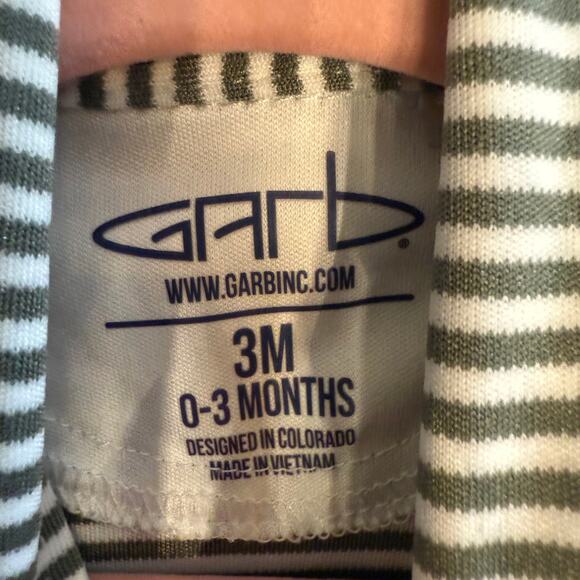 GArb®
WWW.GARBINC.COM
3M
0-3 MONTHS
DESIGNED IN COLORADO
MADE IN VIETNAM